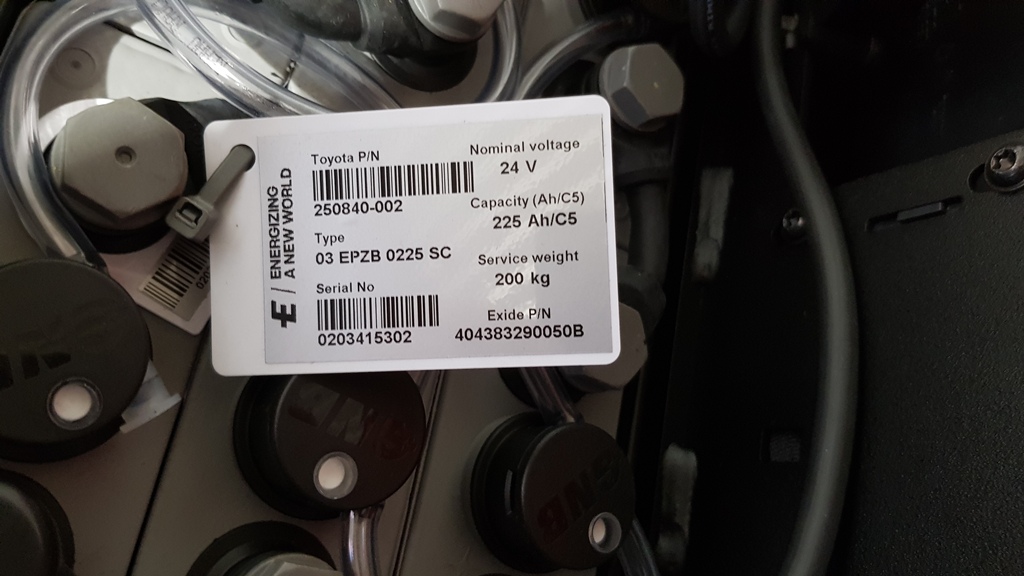 E | ENERGIZING
A NEW WORLD
Toyota P/N
250840-002
Type
03 EPZB 0225 SC
Serial No
0203415302
Nominal voltage
24 V
Capacity (Ah/C5)
225 Ah/C5
Service weight
200 kg
Exide P/N
404383290050B
GNB